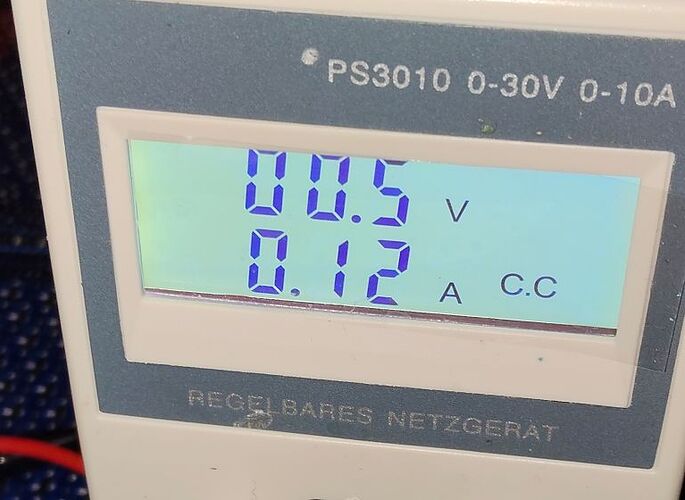 PS3010 0-30V 0-10A
00.5 V
0.12 A C.C
REGELBARES NETZGERAT